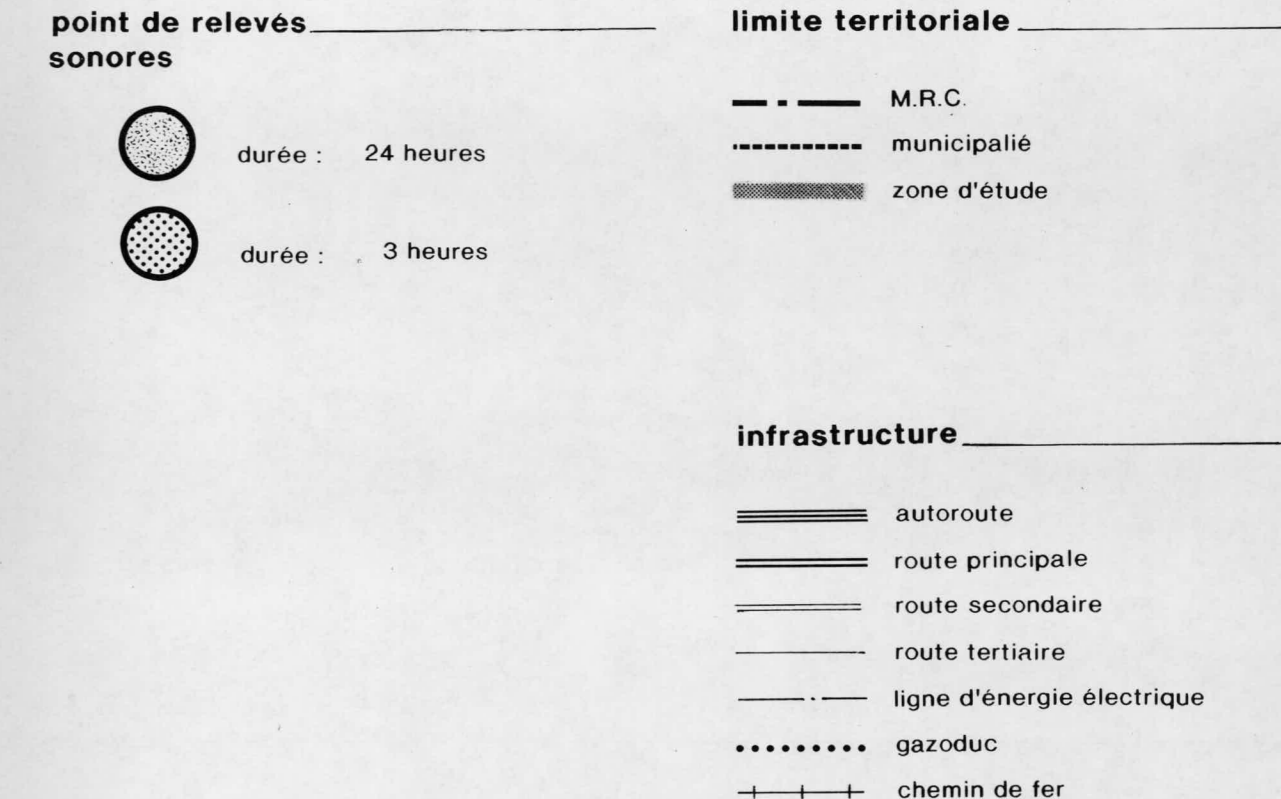 point de relevés
sonores
durée : 24 heures
durée : 3 heures
limite territoriale
M.R.C.
municipalié
zone d'étude
infrastructure
autoroute
route principale
route secondaire
route tertiaire
ligne d'énergie électrique
gazoduc
chemin de fer